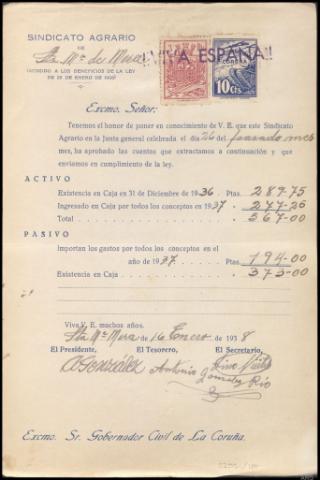 SINDICATO AGRARIO
DE
Sta Mª de Mera
ACOGIDO A LOS BENEFICIOS DE LA LEY
DE 28 DE ENERO DE 1906
¡¡VIVA ESPAÑA!!
10 Cts.
Excmo. Señor:
Tenemos el honor de poner en conocimiento de V. E. que este Sindicato
Agrario en la Junta general celebrada el día 26 del pasado mes
mes, ha aprobado las cuentas que extractamos a continuación y que
enviamos en cumplimiento de la ley.
ACTIVO
Existencia en Caja en 31 de Diciembre de 1936. Ptas. 287-75
Ingresado en Caja por todos los conceptos en 1937 " 277-25
Total 567-00
PASIVO
Importan los gastos por todos los conceptos en el
año de 1937 Ptas. 194-00
Existencia en Caja 373-00
Viva V. E. muchos años.
Sta Mª Mera de 16 Enero de 1938
El Presidente, El Tesorero, El Secretario,
A Gonzalez Antonio Gonzalez Rio
Excmo. Sr. Gobernador Civil de La Coruña.